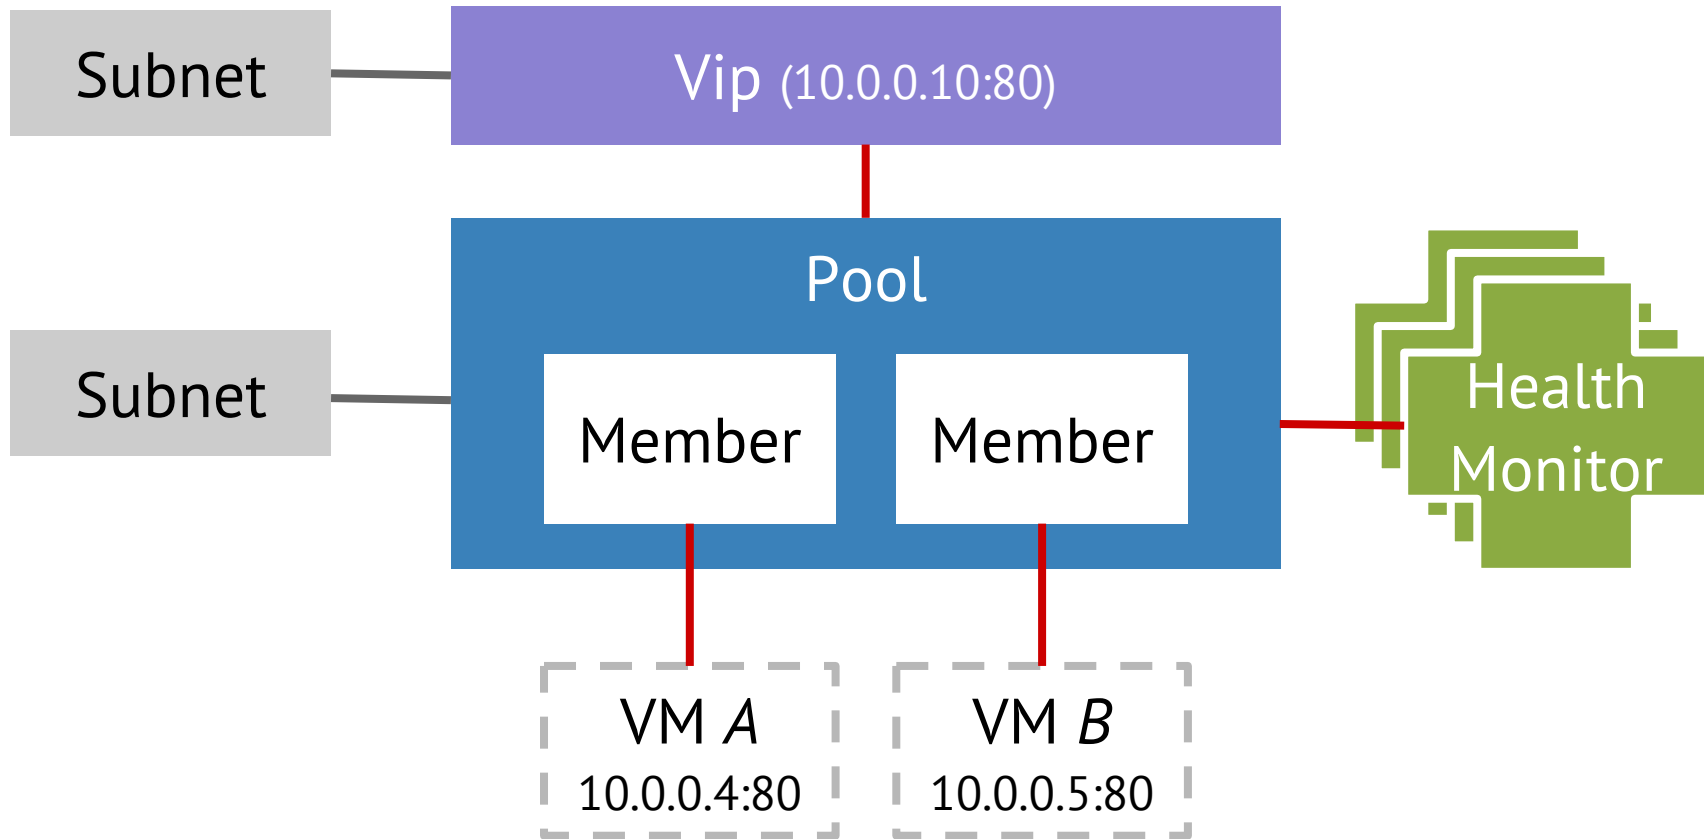 Subnet
Vip (10.0.0.10:80)
Pool
Subnet
Member
Member
Health
Monitor
VM A
10.0.0.4:80
VM B
10.0.0.5:80